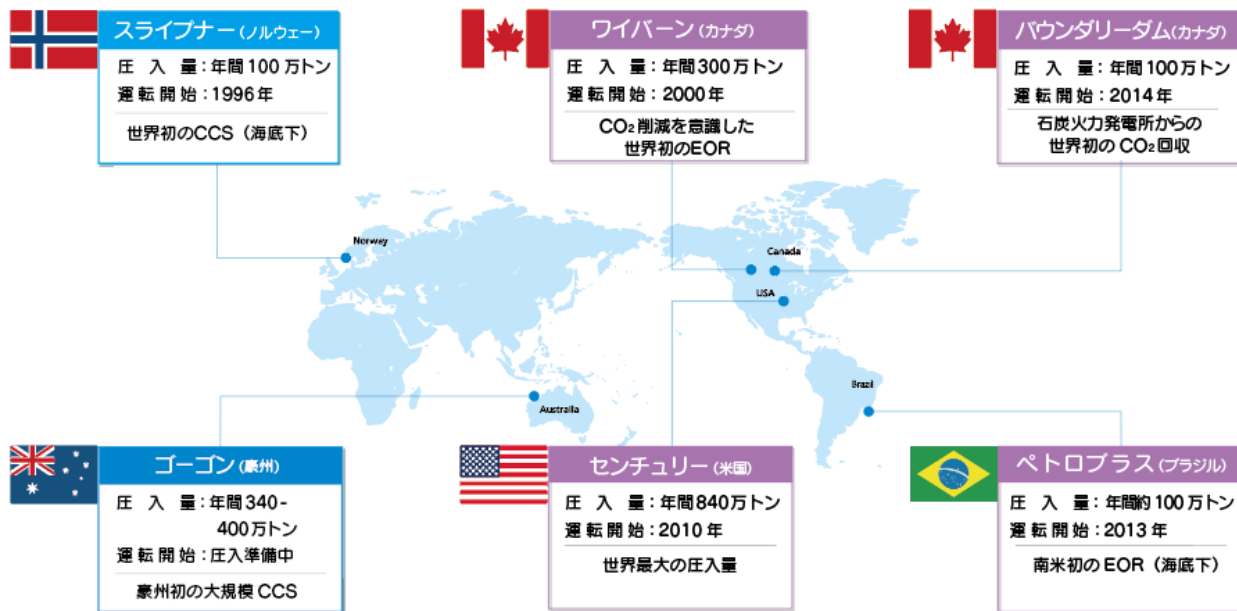 スライプナー(ノルウェー)
圧入量:年間100万トン
運転開始:1996年
世界初のCCS(海底下)
ワイバーン(カナダ)
圧入量:年間300万トン
運転開始:2000年
CO₂削減を意識した
世界初のEOR
バウンダリーダム(カナダ)
圧入量:年間100万トン
運転開始:2014年
石炭火力発電所からの
世界初のCO₂回収
Norway
Canada
USA
Brazil
Australia
ゴーゴン(豪州)
圧入量:年間340-
400万トン
運転開始:圧入準備中
豪州初の大規模CCS
センチュリー(米国)
圧入量:年間840万トン
運転開始:2010年
世界最大の圧入量
ペトロブラス(ブラジル)
圧入量:年間約100万トン
運転開始:2013年
南米初のEOR(海底下)